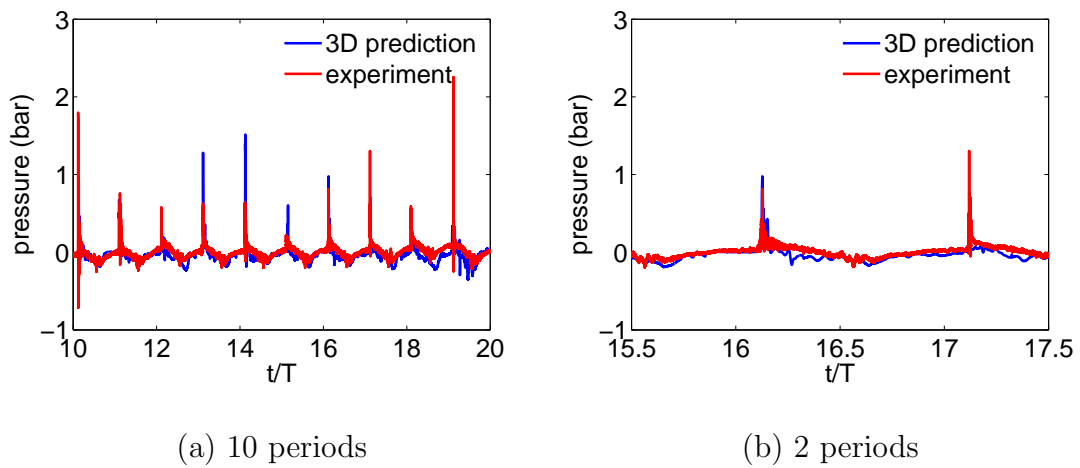 3
2
1
0
−1
pressure (bar)
3D prediction
experiment
10
12
14
16
18
20
t/T
(a) 10 periods
3
2
1
0
−1
pressure (bar)
3D prediction
experiment
15.5
16
16.5
17
17.5
t/T
(b) 2 periods